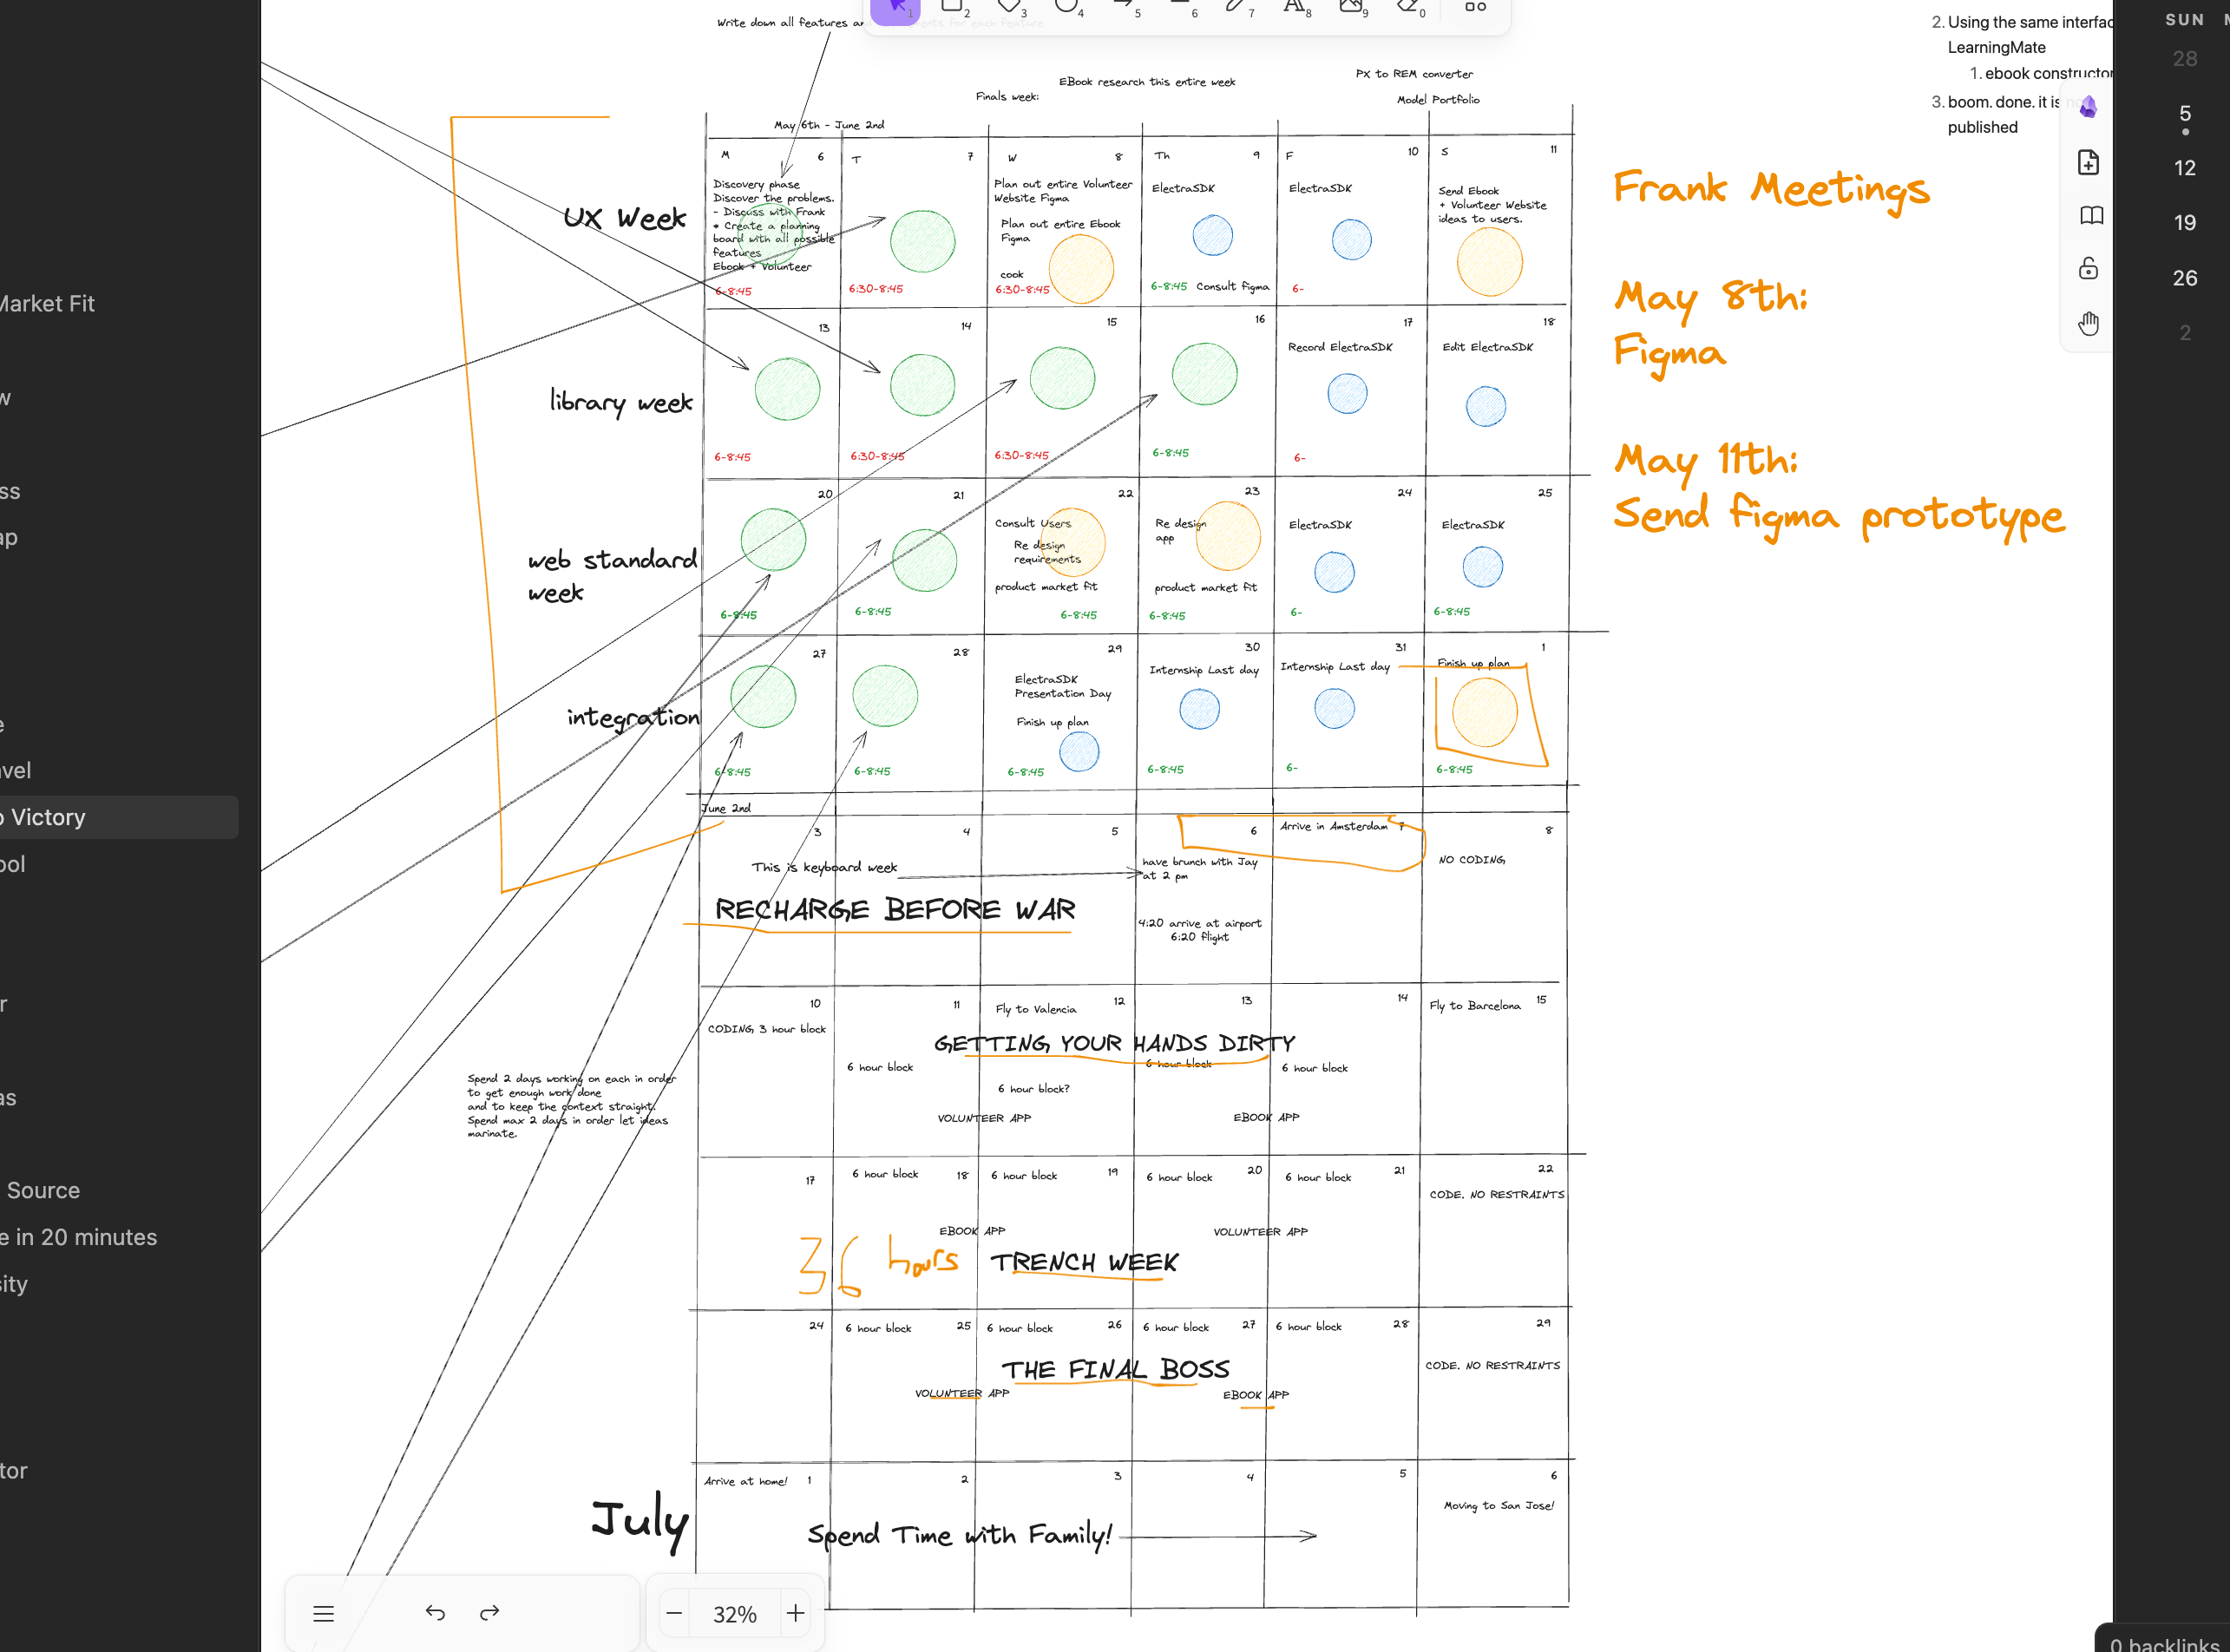 Write down all features an
ments for each feature
1
2
3
4
5
6
7
8
9
0
2. Using the same interfac
LearningMate
1. ebook constructor
3. boom. done. it is no
published
SUN
28
5
12
19
26
2
EBook research this entire week
PX to REM converter
Finals week:
Model Portfolio
May 6th - June 2nd
UX Week
M 6
Discovery phase
Discover the problems.
- Discuss with Frank
+ Create a planning
board with all possible
features
Ebook + Volunteer
6-8:45
T 7
6:30-8:45
W 8
Plan out entire Volunteer
Website Figma
Plan out entire Ebook
Figma
cook
6:30-8:45
Th 9
ElectraSDK
6-8:45 Consult figma
F 10
ElectraSDK
6-
S 11
Send Ebook
+ Volunteer Website
ideas to users.
Frank Meetings
May 8th:
Figma
May 11th:
Send figma prototype
library week
13
6-8:45
14
6:30-8:45
15
6:30-8:45
16
6-8:45
17
Record ElectraSDK
6-
18
Edit ElectraSDK
web standard
week
20
6-8:45
21
6-8:45
22
Consult Users
Re design
requirements
product market fit
6-8:45
23
Re design
app
product market fit
6-8:45
24
ElectraSDK
6-
25
ElectraSDK
6-8:45
integration
27
6-8:45
28
6-8:45
29
ElectraSDK
Presentation Day
Finish up plan
6-8:45
30
Internship Last day
6-8:45
31
Internship Last day
6-
1
Finish up plan
6-8:45
June 2nd
3
4
5
This is keyboard week
RECHARGE BEFORE WAR
6
have brunch with Jay
at 2 pm
4:20 arrive at airport
6:20 flight
Arrive in Amsterdam 7
8
NO CODING
10
CODING 3 hour block
11
6 hour block
Fly to Valencia 12
GETTING YOUR HANDS DIRTY
6 hour block?
VOLUNTEER APP
13
6 hour block
14
6 hour block
EBOOK APP
Fly to Barcelona 15
Spend 2 days working on each in order
to get enough work done
and to keep the context straight.
Spend max 2 days in order let ideas
marinate.
17
6 hour block 18
6 hour block 19
6 hour block 20
6 hour block 21
22
CODE. NO RESTRAINTS
EBOOK APP
VOLUNTEER APP
36 hours
TRENCH WEEK
24
6 hour block 25
6 hour block 26
6 hour block 27
6 hour block 28
29
CODE. NO RESTRAINTS
THE FINAL BOSS
VOLUNTEER APP
EBOOK APP
July
Arrive at home! 1
2
3
4
5
6
Moving to San Jose!
Spend Time with Family!
32%
Market Fit
w
ss
ap
e
avel
o Victory
ool
r
as
Source
e in 20 minutes
sity
tor
0 backlinks